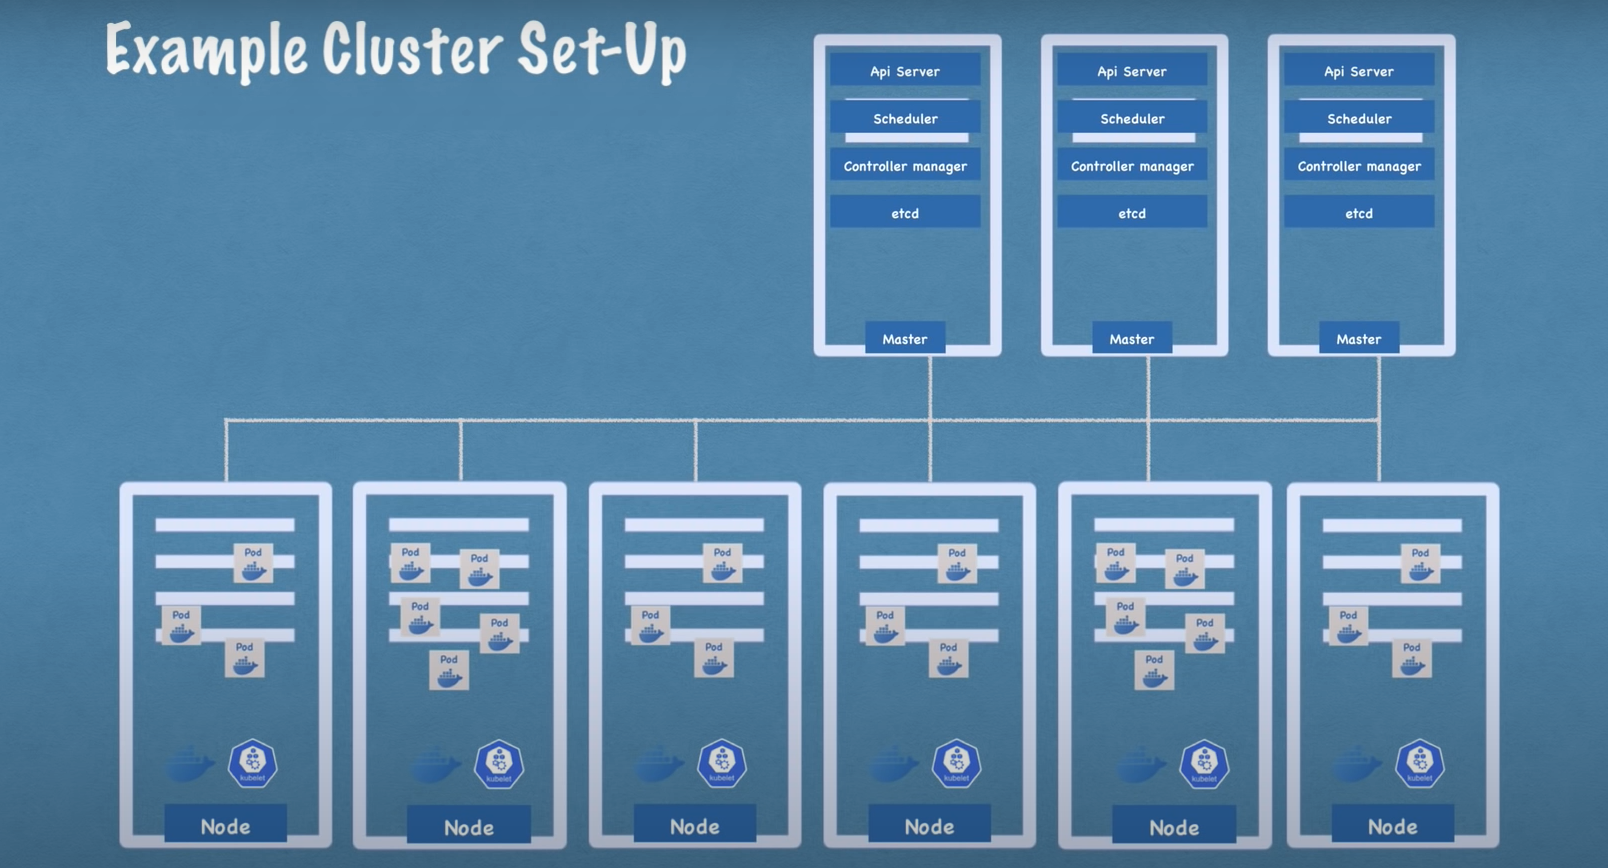 Example Cluster Set-Up
Api Server
Scheduler
Controller manager
etcd
Master
Api Server
Scheduler
Controller manager
etcd
Master
Api Server
Scheduler
Controller manager
etcd
Master
Pod
Pod
Pod
kubelet
Node
Pod
Pod
Pod
Pod
Pod
kubelet
Node
Pod
Pod
Pod
kubelet
Node
Pod
Pod
Pod
kubelet
Node
Pod
Pod
Pod
Pod
Pod
kubelet
Node
Pod
Pod
Pod
kubelet
Node